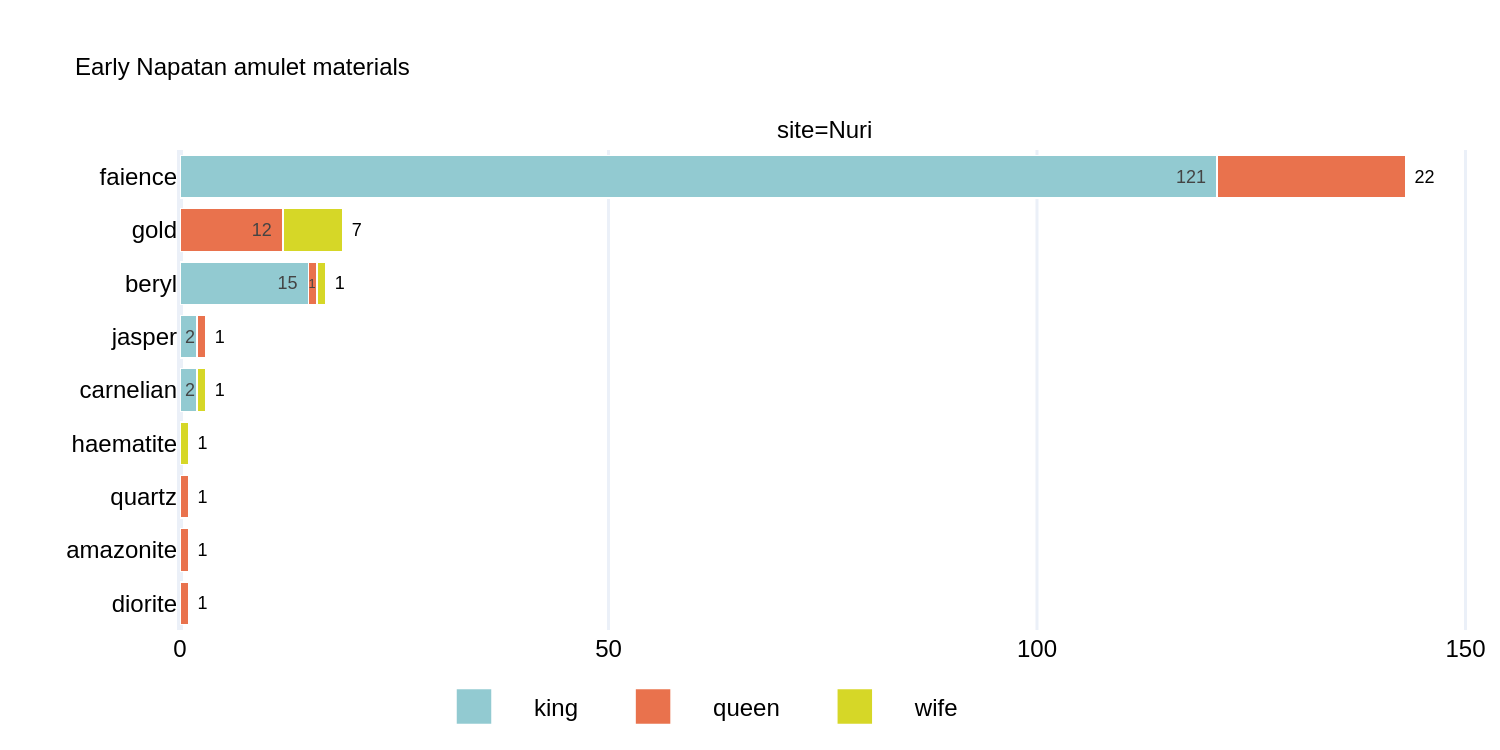 Early Napatan amulet materials
site=Nuri
faience 121 22
gold 12 7
beryl 15 1 1
jasper 2 1
carnelian 2 1
haematite 1
quartz 1
amazonite 1
diorite 1
0 50 100 150
king queen wife